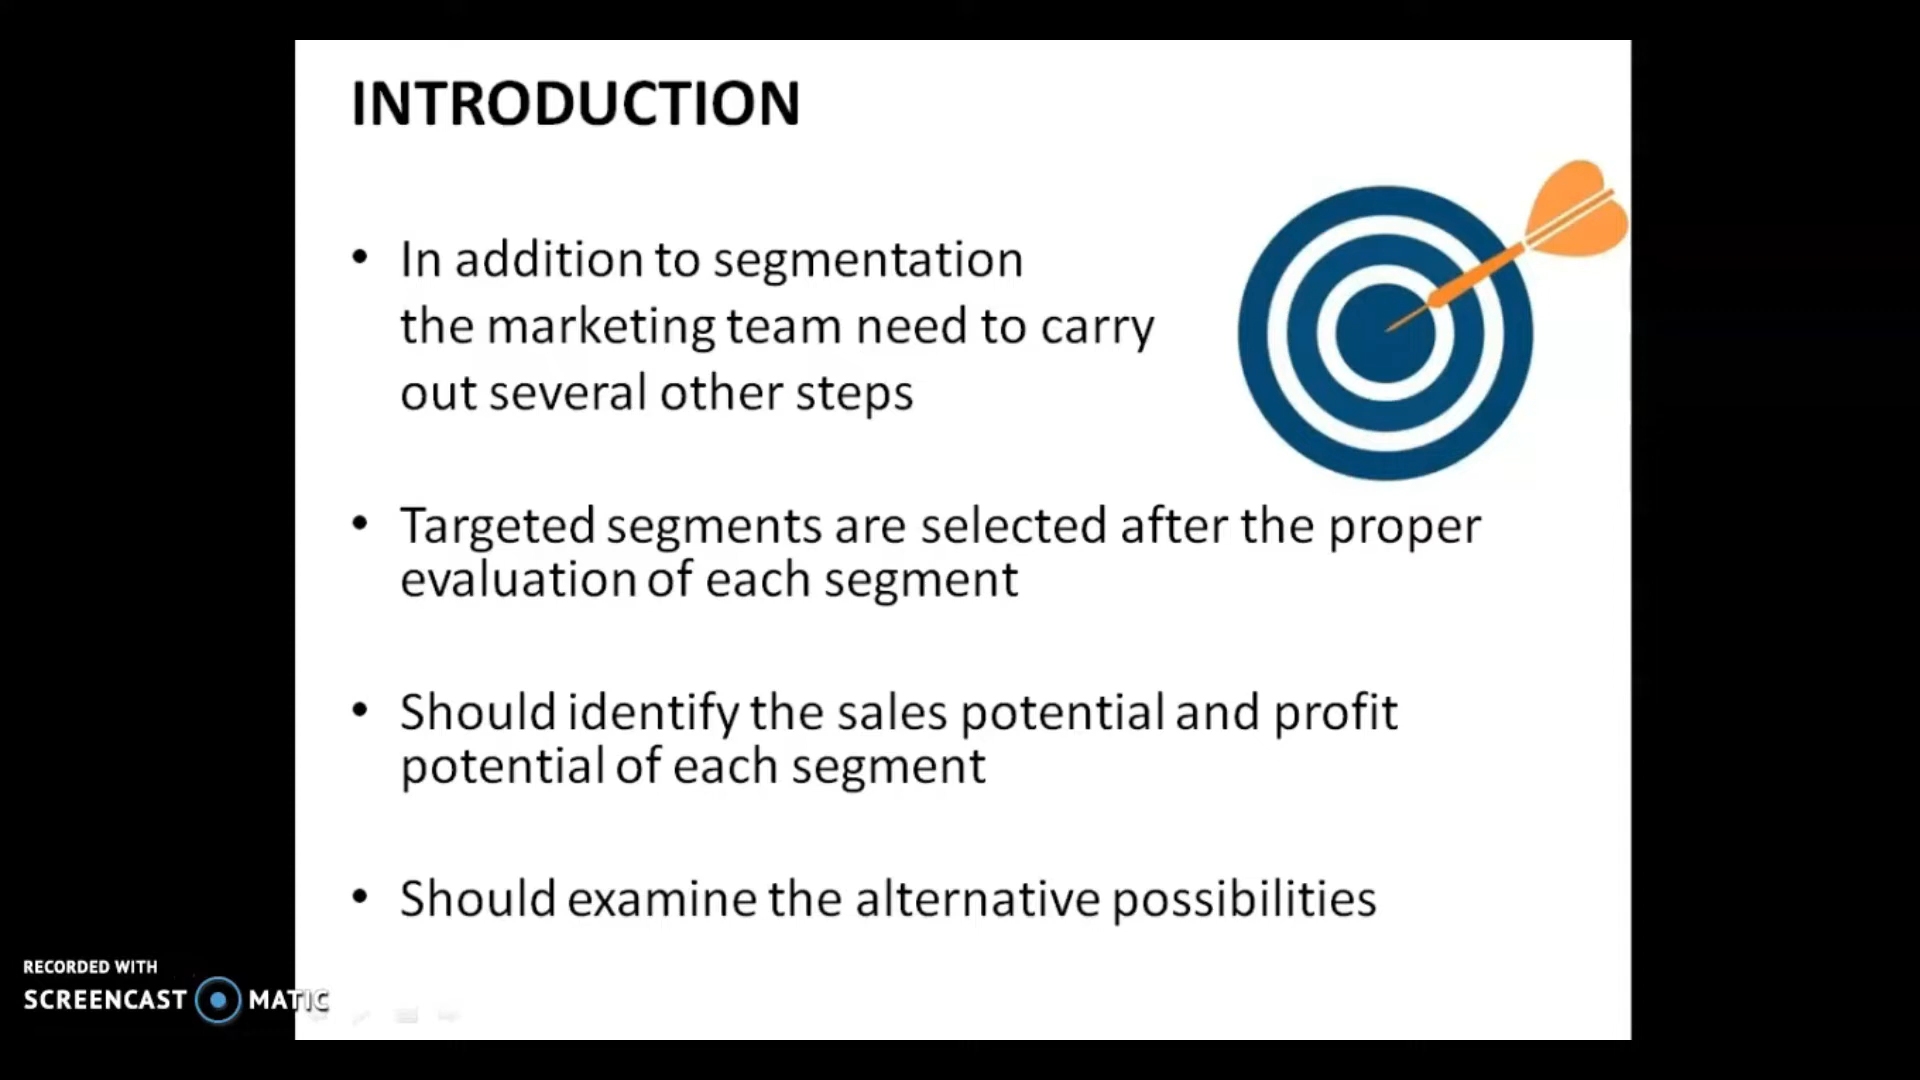 INTRODUCTION
• In addition to segmentation
the marketing team need to carry
out several other steps
• Targeted segments are selected after the proper
evaluation of each segment
• Should identify the sales potential and profit
potential of each segment
• Should examine the alternative possibilities
RECORDED WITH
SCREENCAST MATIC